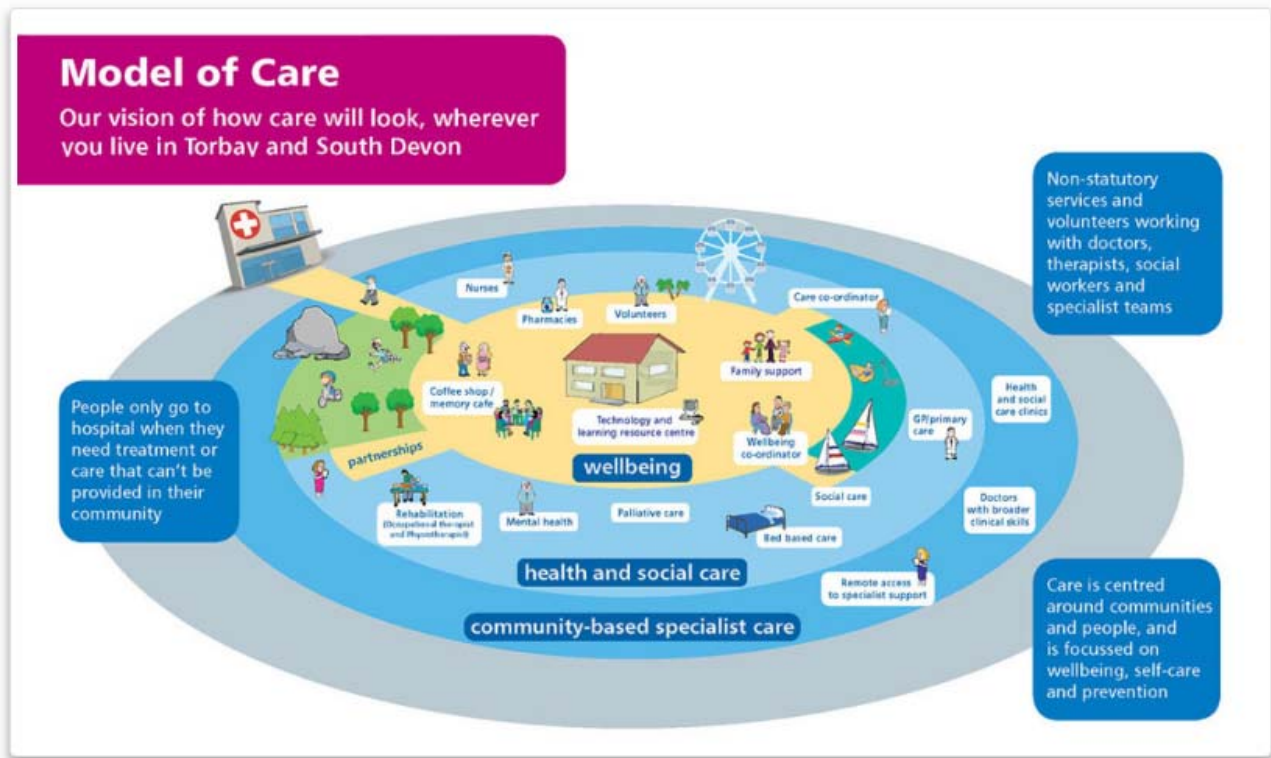 Model of Care
Our vision of how care will look, wherever
you live in Torbay and South Devon
Non-statutory
services and
volunteers working
with doctors,
therapists, social
workers and
specialist teams
People only go to
hospital when they
need treatment or
care that can't be
provided in their
community
Care is centred
around communities
and people, and
is focussed on
wellbeing, self-care
and prevention
Nurses
Pharmacies
Volunteers
Care co-ordinator
Coffee shop /
memory cafe
Family support
Technology and
learning resource centre
Wellbeing
co-ordinator
wellbeing
partnerships
GP/primary
care
Health
and social
care clinics
Rehabilitation
(Occupational therapist
and Physiotherapist)
Mental health
Palliative care
Bed based care
Social care
Doctors
with broader
clinical skills
health and social care
Remote access
to specialist support
community-based specialist care